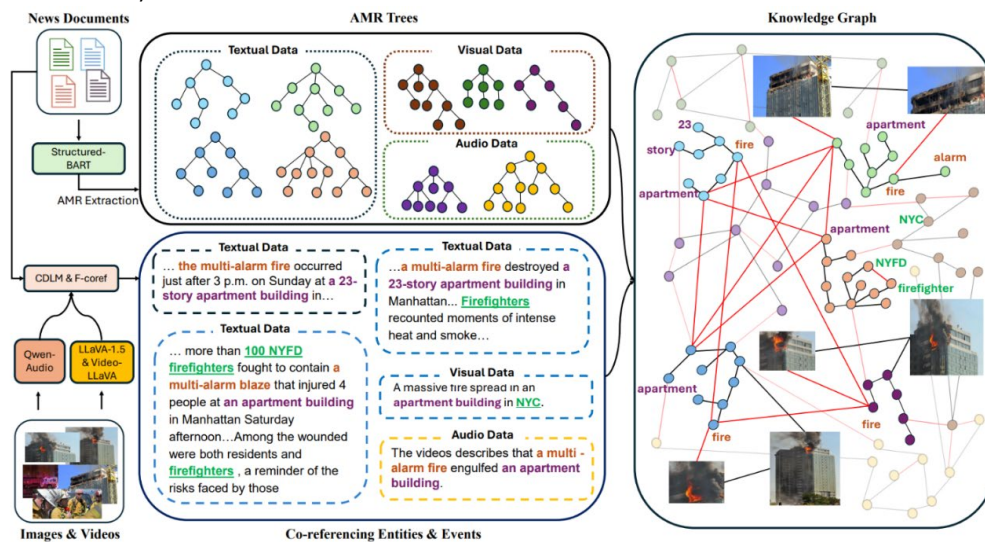 News Documents
AMR Trees
Knowledge Graph
Textual Data
Visual Data
Audio Data
Structured-
BART
AMR Extraction
CDLM & F-coref
Qwen-
Audio
LLaVA-1.5
& Video-
LLaVA
Images & Videos
Textual Data
… the multi-alarm fire occurred
just after 3 p.m. on Sunday at a 23-
story apartment building in…
Textual Data
…a multi-alarm fire destroyed a
23-story apartment building in
Manhattan... Firefighters
recounted moments of intense
heat and smoke…
Textual Data
… more than 100 NYFD
firefighters fought to contain a
multi-alarm blaze that injured 4
people at an apartment building
in Manhattan Saturday
afternoon…Among the wounded
were both residents and
firefighters , a reminder of the
risks faced by those
Visual Data
A massive fire spread in an
apartment building in NYC.
Audio Data
The videos describes that a multi -
alarm fire engulfed an apartment
building.
Co-referencing Entities & Events
23
story
fire
apartment
apartment
alarm
fire
NYC
apartment
NYFD
firefighter
apartment
fire
fire